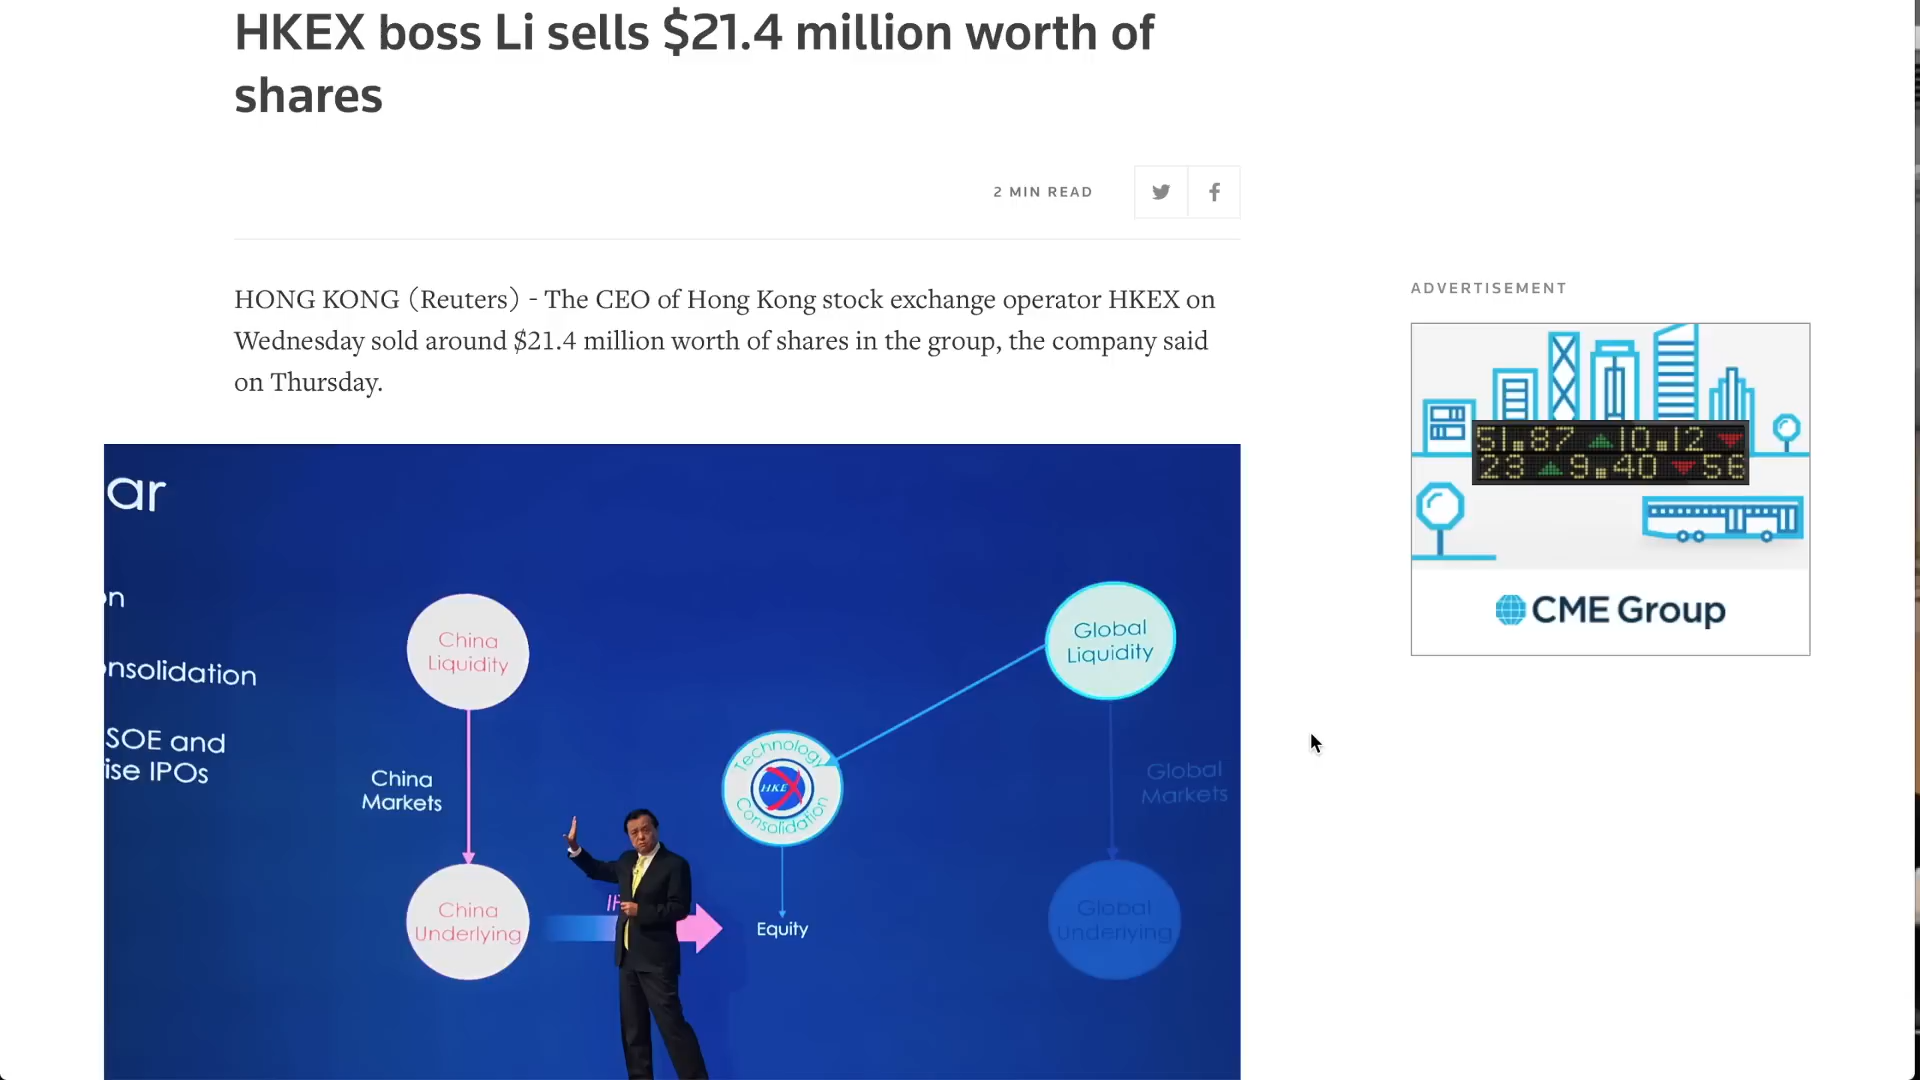 HKEX boss Li sells $21.4 million worth of
shares
2 MIN READ
HONG KONG (Reuters) - The CEO of Hong Kong stock exchange operator HKEX on
Wednesday sold around $21.4 million worth of shares in the group, the company said
on Thursday.
ADVERTISEMENT
51.87 10.12
23 9.40 56
CME Group
ar
on
onsolidation
SOE and
ise IPOs
China
Liquidity
China
Markets
China
Underlying
Technology
HKEX
Consolidation
Equity
Global
Liquidity
Global
Markets
Global
Underlying